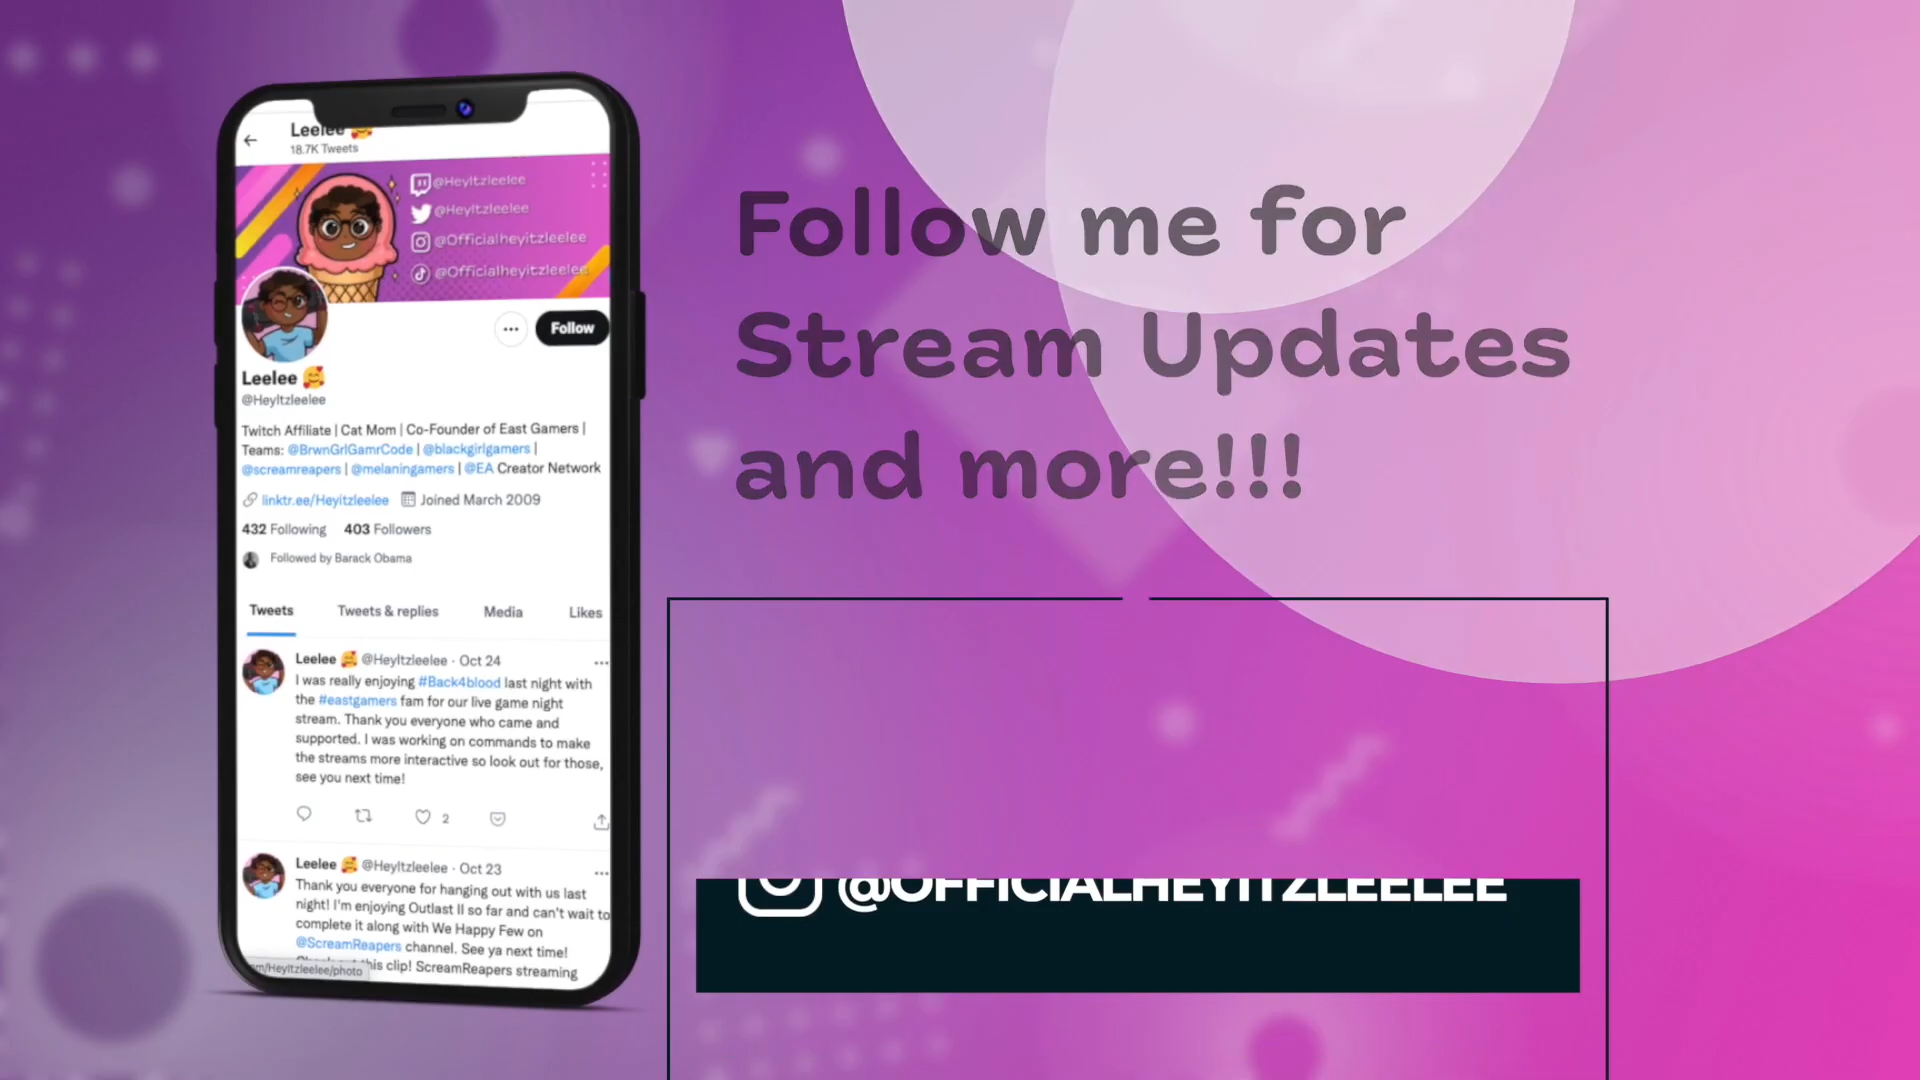 Leelee
18.7K Tweets
@HeyItzleelee
@HeyItzleelee
@Officialheyitzleelee
@Officialheyitzleelee
Follow
Leelee
@HeyItzleelee
Twitch Affiliate | Cat Mom | Co-Founder of East Gamers |
Teams: @BrwnGrlGamrCode | @blackgirlgamers |
@screamreapers | @melaningamers | @EA Creator Network
linktr.ee/Heyitzleelee Joined March 2009
432 Following 403 Followers
Followed by Barack Obama
Tweets Tweets & replies Media Likes
Leelee @HeyItzleelee · Oct 24
I was really enjoying #Back4blood last night with
the #eastgamers fam for our live game night
stream. Thank you everyone who came and
supported. I was working on commands to make
the streams more interactive so look out for those,
see you next time!
2
Leelee @HeyItzleelee · Oct 23
Thank you everyone for hanging out with us last
night! I'm enjoying Outlast II so far and can't wait to
complete it along with We Happy Few on
@ScreamReapers channel. See ya next time!
this clip! ScreamReapers streaming
/HeyItzleelee/photo
Follow me for
Stream Updates
and more!!!
@OFFICIALHEYITZLEELEE